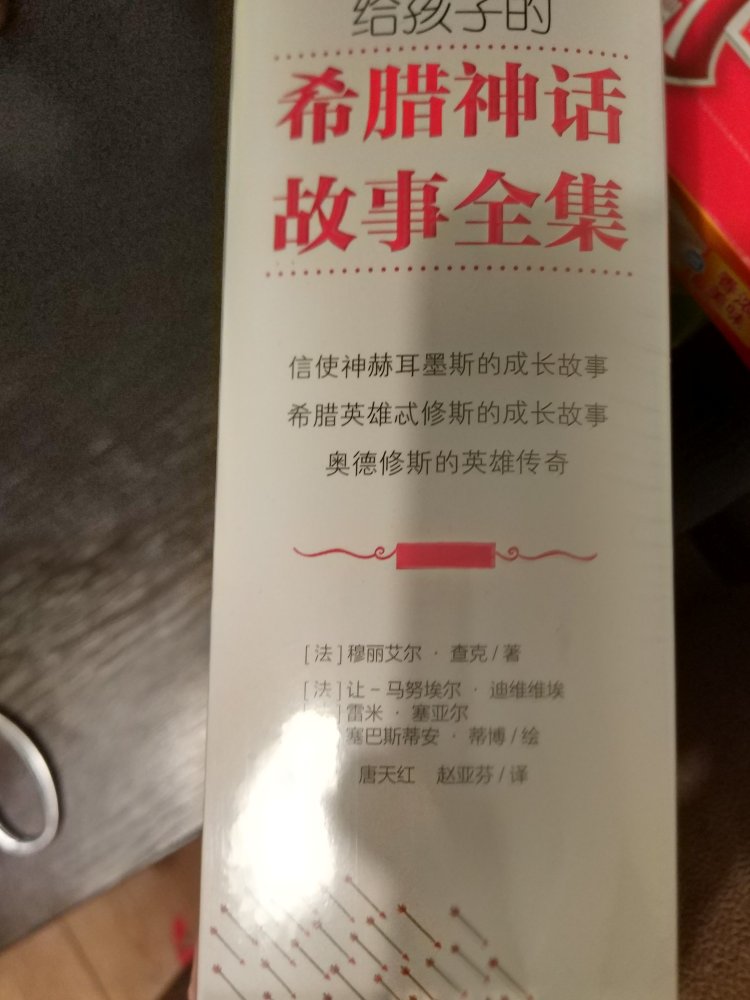 给孩子的
希腊神话
故事全集
信使神赫耳墨斯的成长故事
希腊英雄忒修斯的成长故事
奥德修斯的英雄传奇
[法]穆丽艾尔 · 查克/著
[法]让-马努埃尔 · 迪维维埃
雷米 · 塞亚尔
塞巴斯蒂安 · 蒂博/绘
唐天红 赵亚芬/译